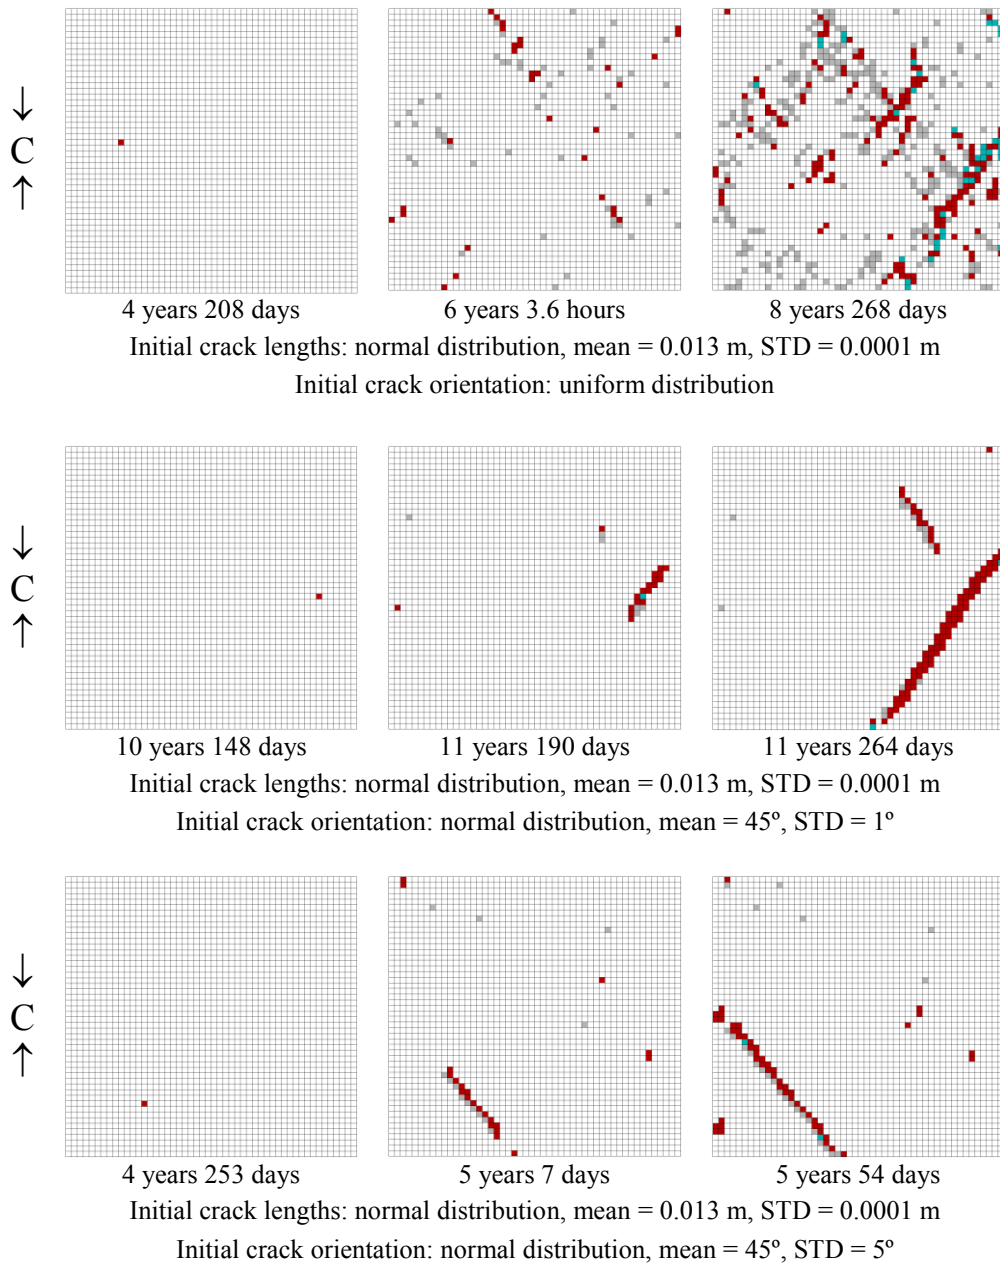 ↓
C
↑
4 years 208 days 6 years 3.6 hours 8 years 268 days
Initial crack lengths: normal distribution, mean = 0.013 m, STD = 0.0001 m
Initial crack orientation: uniform distribution
↓
C
↑
10 years 148 days 11 years 190 days 11 years 264 days
Initial crack lengths: normal distribution, mean = 0.013 m, STD = 0.0001 m
Initial crack orientation: normal distribution, mean = 45º, STD = 1º
↓
C
↑
4 years 253 days 5 years 7 days 5 years 54 days
Initial crack lengths: normal distribution, mean = 0.013 m, STD = 0.0001 m
Initial crack orientation: normal distribution, mean = 45º, STD = 5º